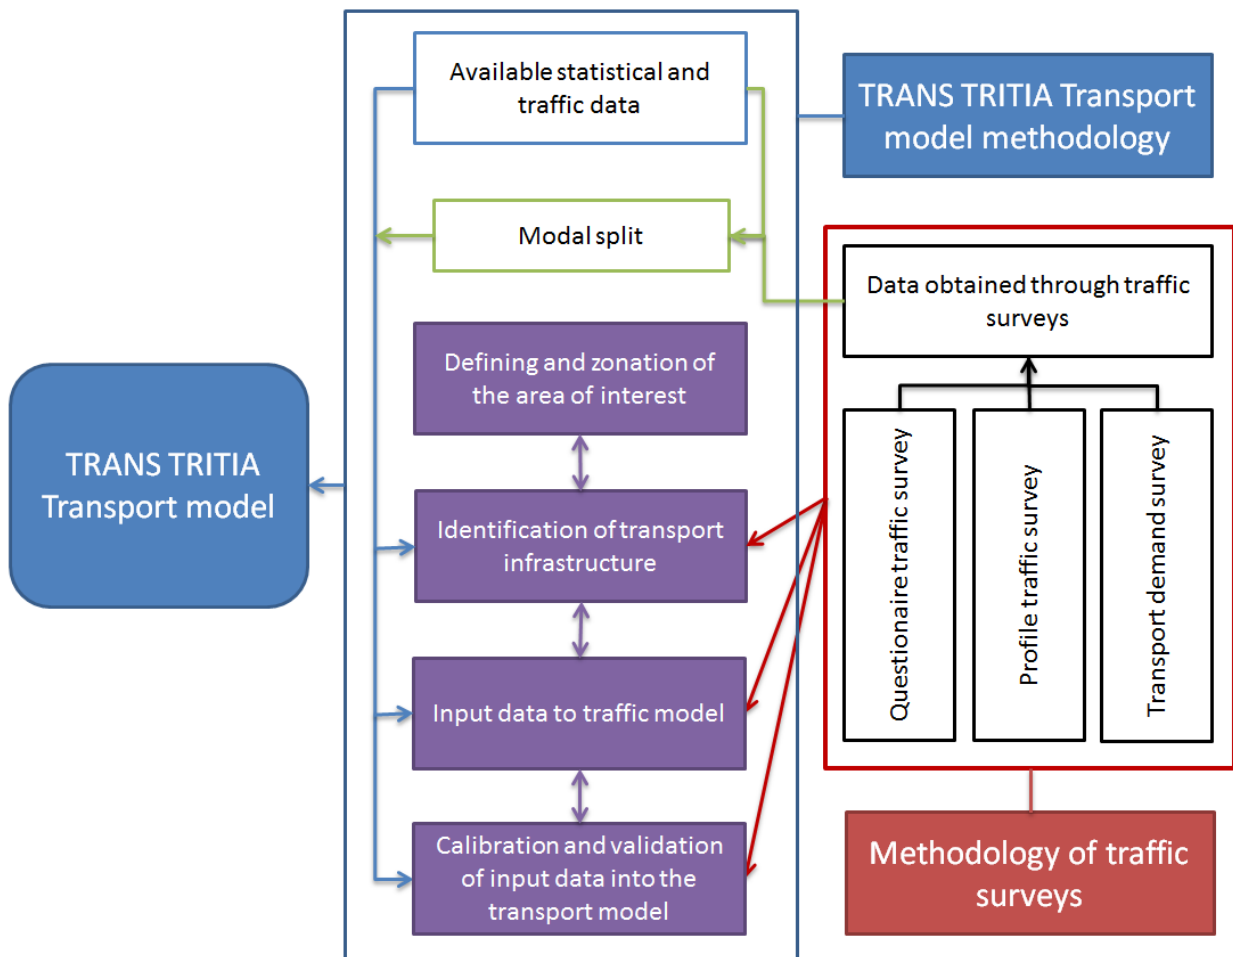 Available statistical and
traffic data
TRANS TRITIA Transport
model methodology
Modal split
Data obtained through traffic
surveys
Defining and zonation of
the area of interest
TRANS TRITIA
Transport model
Identification of transport
infrastructure
Questionaire traffic survey
Profile traffic survey
Transport demand survey
Input data to traffic model
Calibration and validation
of input data into the
transport model
Methodology of traffic
surveys